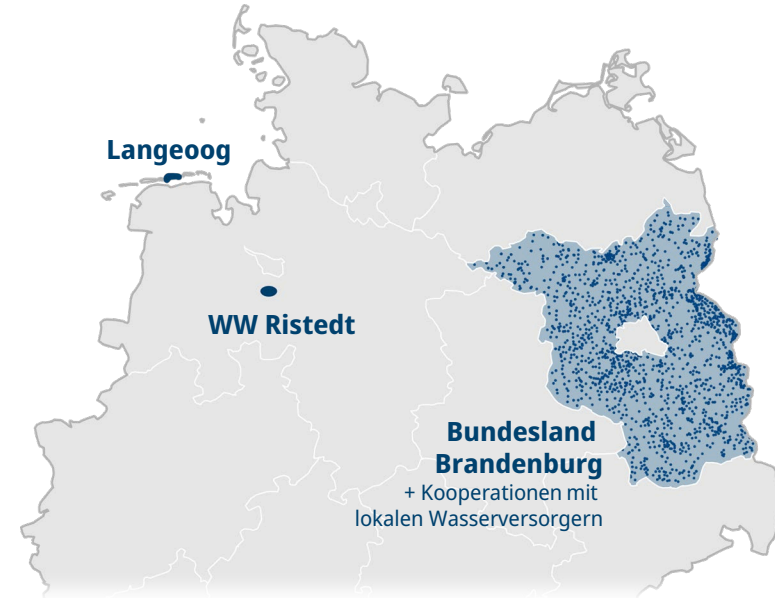 Langeoog
WW Ristedt
Bundesland
Brandenburg
+ Kooperationen mit
lokalen Wasserversorgern